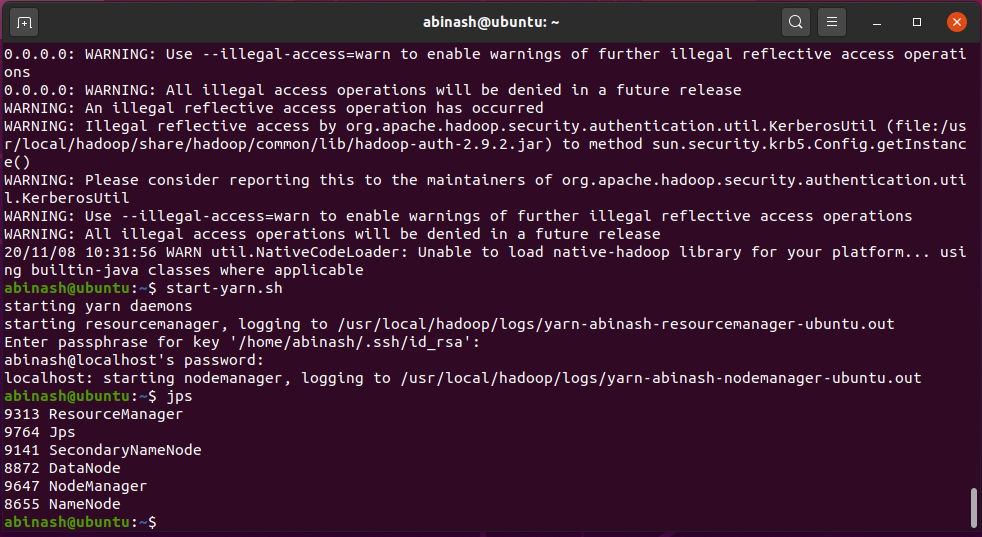 abinash@ubuntu: ~
0.0.0.0: WARNING: Use --illegal-access=warn to enable warnings of further illegal reflective access operati
ons
0.0.0.0: WARNING: All illegal access operations will be denied in a future release
WARNING: An illegal reflective access operation has occurred
WARNING: Illegal reflective access by org.apache.hadoop.security.authentication.util.KerberosUtil (file:/us
r/local/hadoop/share/hadoop/common/lib/hadoop-auth-2.9.2.jar) to method sun.security.krb5.Config.getInstanc
e()
WARNING: Please consider reporting this to the maintainers of org.apache.hadoop.security.authentication.uti
l.KerberosUtil
WARNING: Use --illegal-access=warn to enable warnings of further illegal reflective access operations
WARNING: All illegal access operations will be denied in a future release
20/11/08 10:31:56 WARN util.NativeCodeLoader: Unable to load native-hadoop library for your platform... usi
ng builtin-java classes where applicable
abinash@ubuntu:~$ start-yarn.sh
starting yarn daemons
starting resourcemanager, logging to /usr/local/hadoop/logs/yarn-abinash-resourcemanager-ubuntu.out
Enter passphrase for key '/home/abinash/.ssh/id_rsa':
abinash@localhost's password:
localhost: starting nodemanager, logging to /usr/local/hadoop/logs/yarn-abinash-nodemanager-ubuntu.out
abinash@ubuntu:~$ jps
9313 ResourceManager
9764 Jps
9141 SecondaryNameNode
8872 DataNode
9647 NodeManager
8655 NameNode
abinash@ubuntu:~$